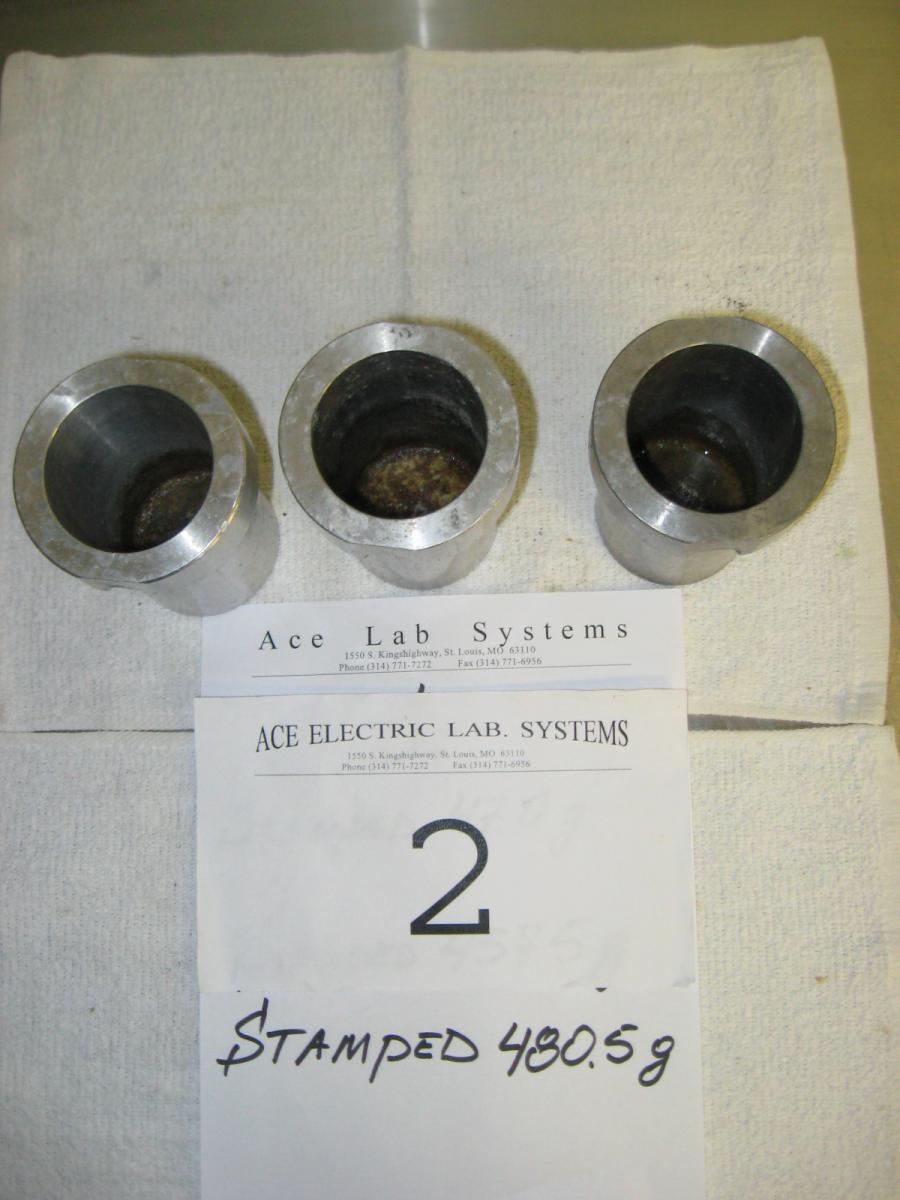 Ace Lab Systems
1550 S. Kingshighway, St. Louis, MO 63110
Phone (314) 771-7272 Fax (314) 771-6956
ACE ELECTRIC LAB. SYSTEMS
1550 S. Kingshighway, St. Louis, MO 63110
Phone (314) 771-7272 Fax (314) 771-6956
2
STAMPED 480.5 g